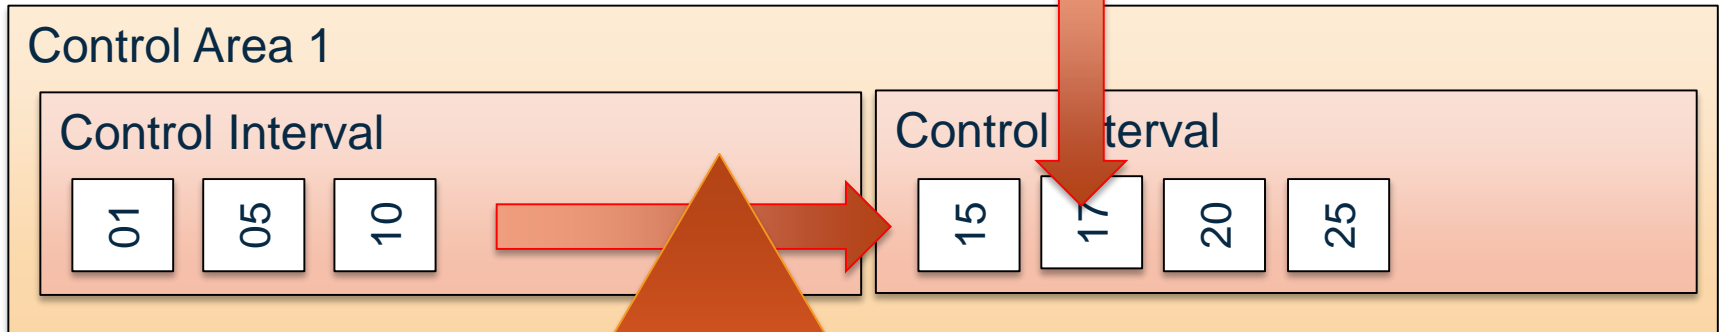 Control Area 1
Control Interval
Control terval
01 05 10
15 17 20 25